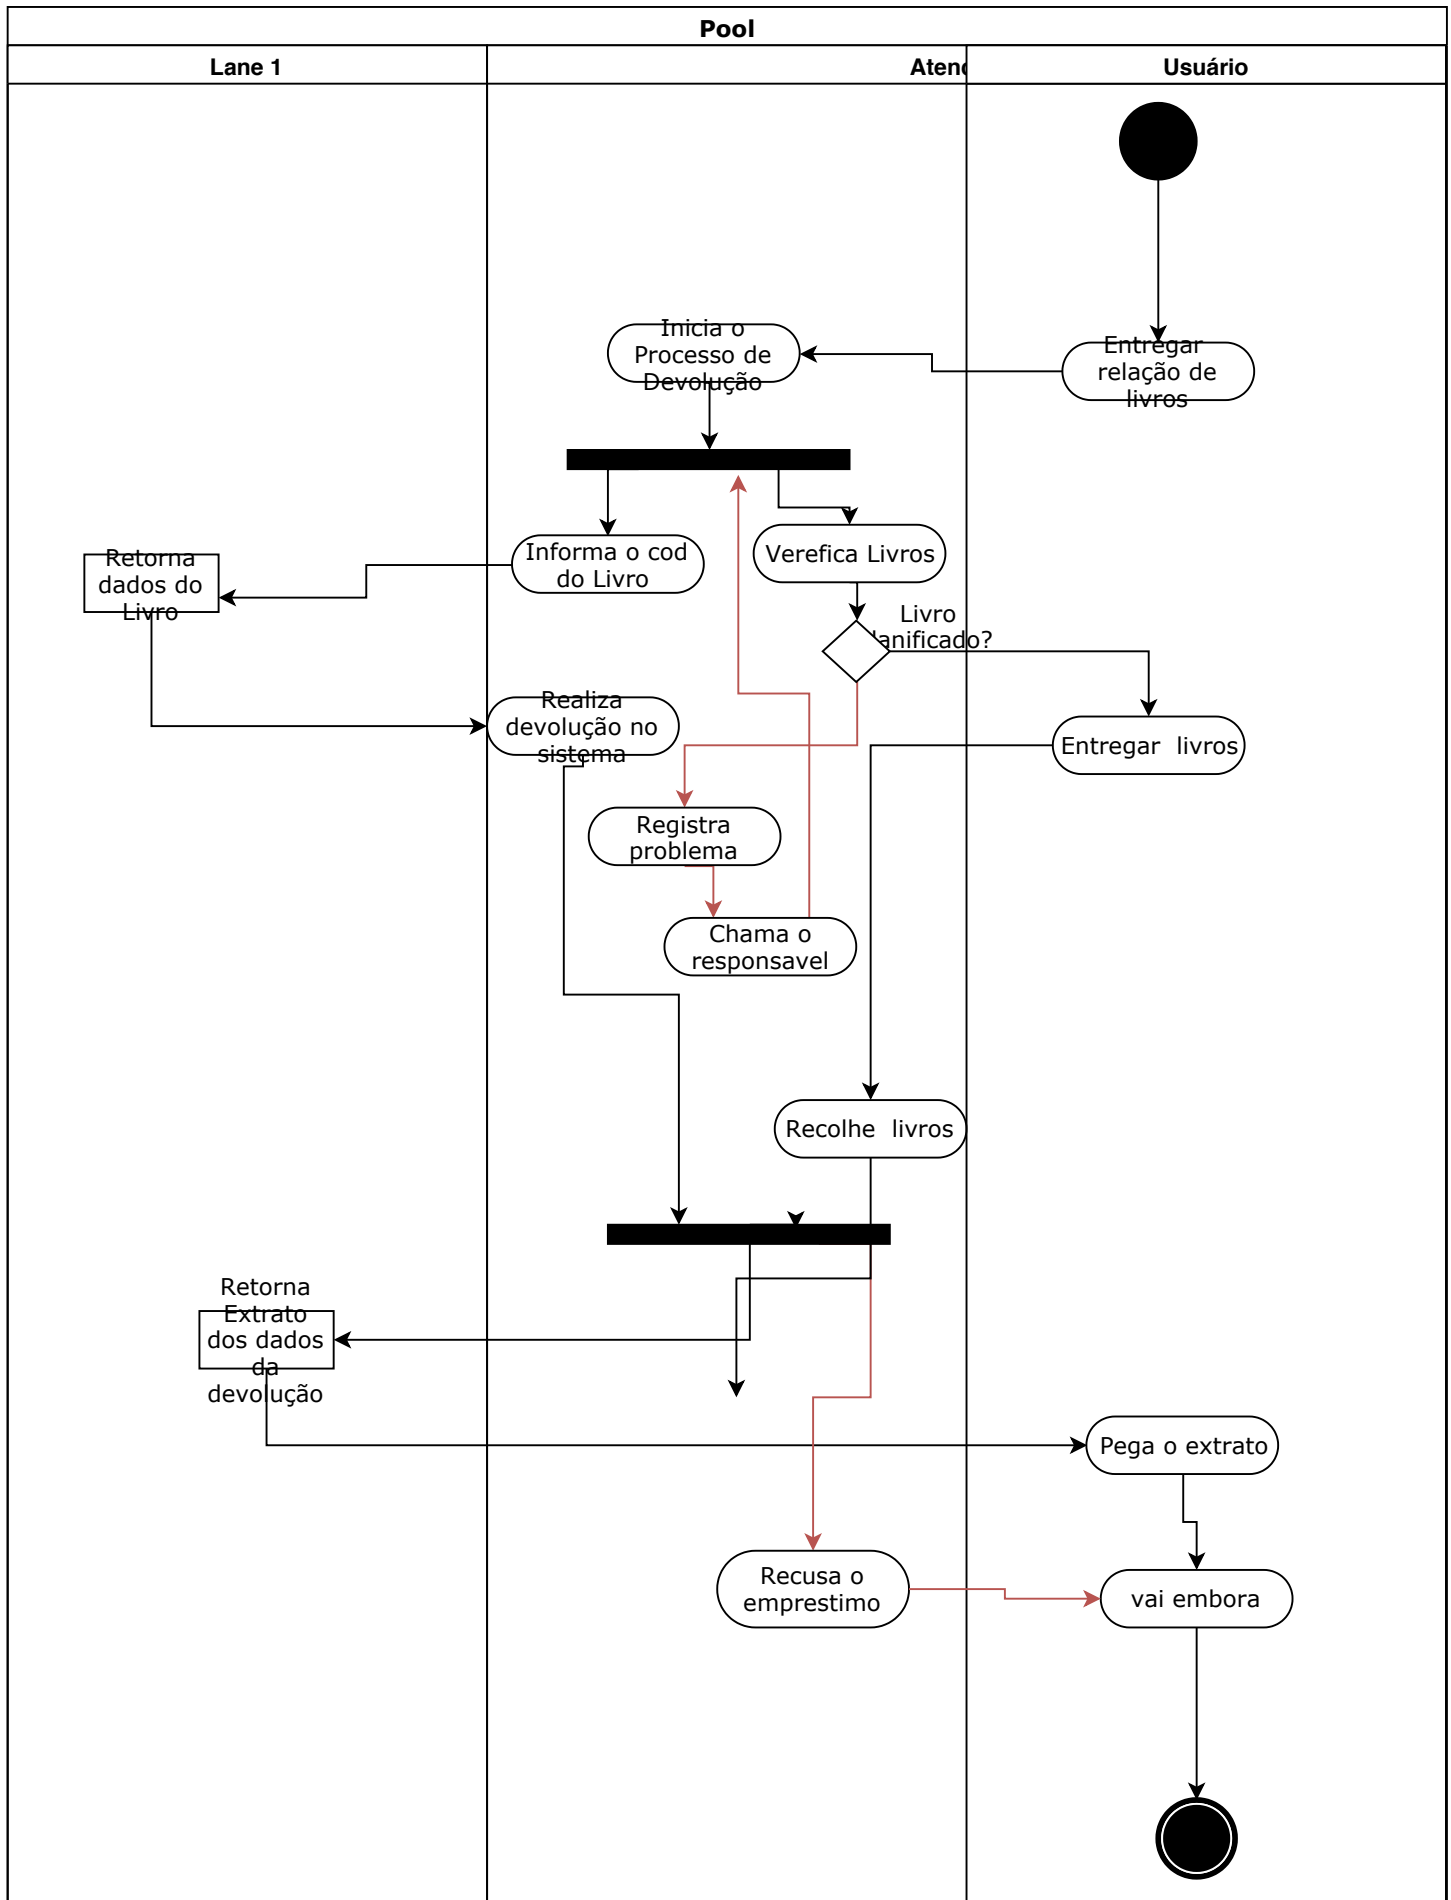 Pool
Lane 1
Usuário
Inicia o
Processo de
Devolução
Entregar
relação de
livros
Retorna
dados do
Livro
Informa o cod
do Livro
Verefica Livros
Livro
danificado?
Realiza
devolução no
sistema
Entregar livros
Registra
problema
Chama o
responsavel
Recolhe livros
Retorna
Extrato
dos dados
da
devolução
Pega o extrato
Recusa o
emprestimo
vai embora